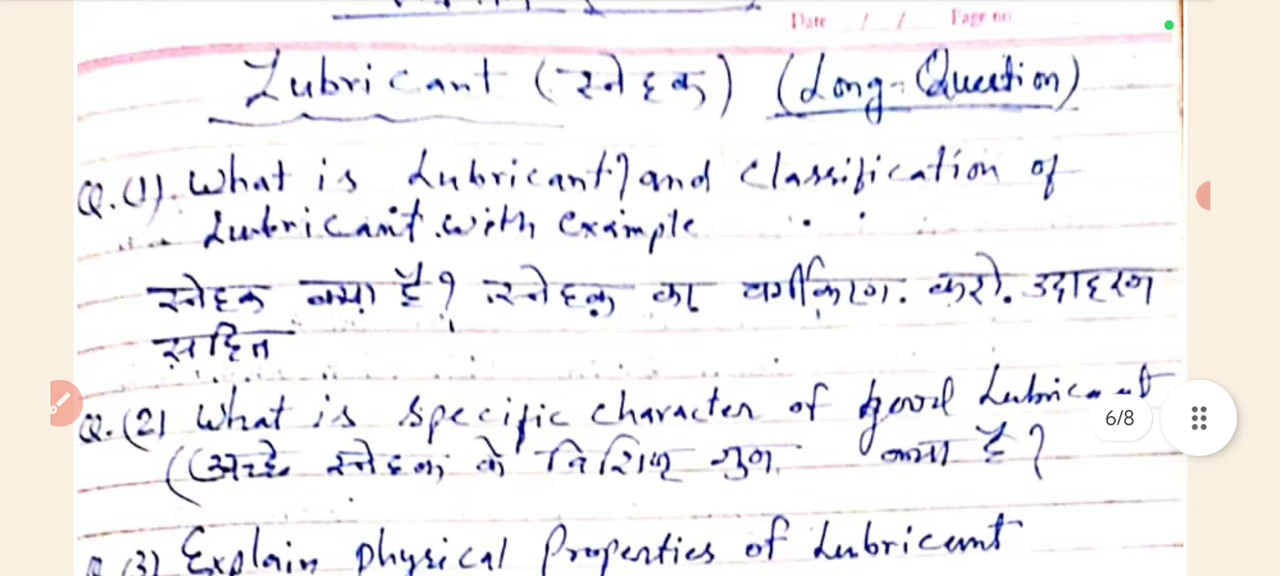 Date / / Page no
Lubricant (स्नेहक) (Long-Question)
Q.(1). What is Lubricant? and Classification of
Lubricant with example
स्नेहक क्या है? स्नेहक का वर्गीकरण. करो. उदाहरण
सहित
Q.(2) What is specific character of good Lubricant
6/8
(अच्छे स्नेहक के विशिष्ट गुण क्या है?
Q (3) Explain physical Properties of Lubricant